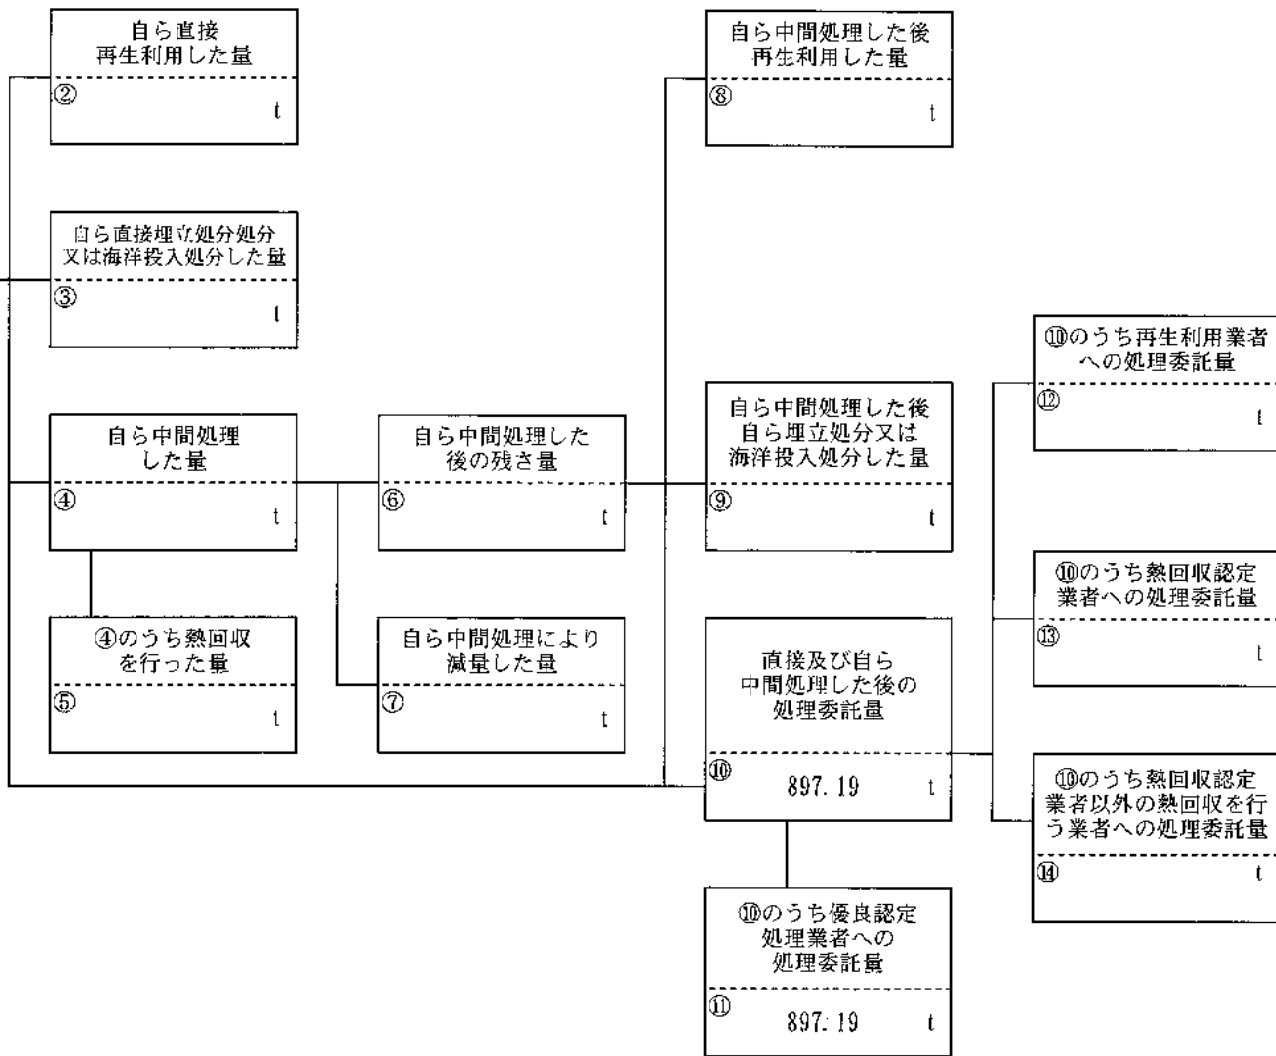 自ら直接
再生利用した量
②
t
自ら直接埋立処分処分
又は海洋投入処分した量
③
t
自ら中間処理
した量
④
t
④のうち熱回収
を行った量
⑤
t
自ら中間処理した
後の残さ量
⑥
t
自ら中間処理により
減量した量
⑦
t
自ら中間処理した後
再生利用した量
⑧
t
自ら中間処理した後
自ら埋立処分又は
海洋投入処分した量
⑨
t
直接及び自ら
中間処理した後の
処理委託量
⑩ 897.19 t
⑩のうち優良認定
処理業者への
処理委託量
⑪ 897.19 t
⑩のうち再生利用業者
への処理委託量
⑫
t
⑩のうち熱回収認定
業者への処理委託量
⑬
t
⑩のうち熱回収認定
業者以外の熱回収を行
う業者への処理委託量
⑭ t